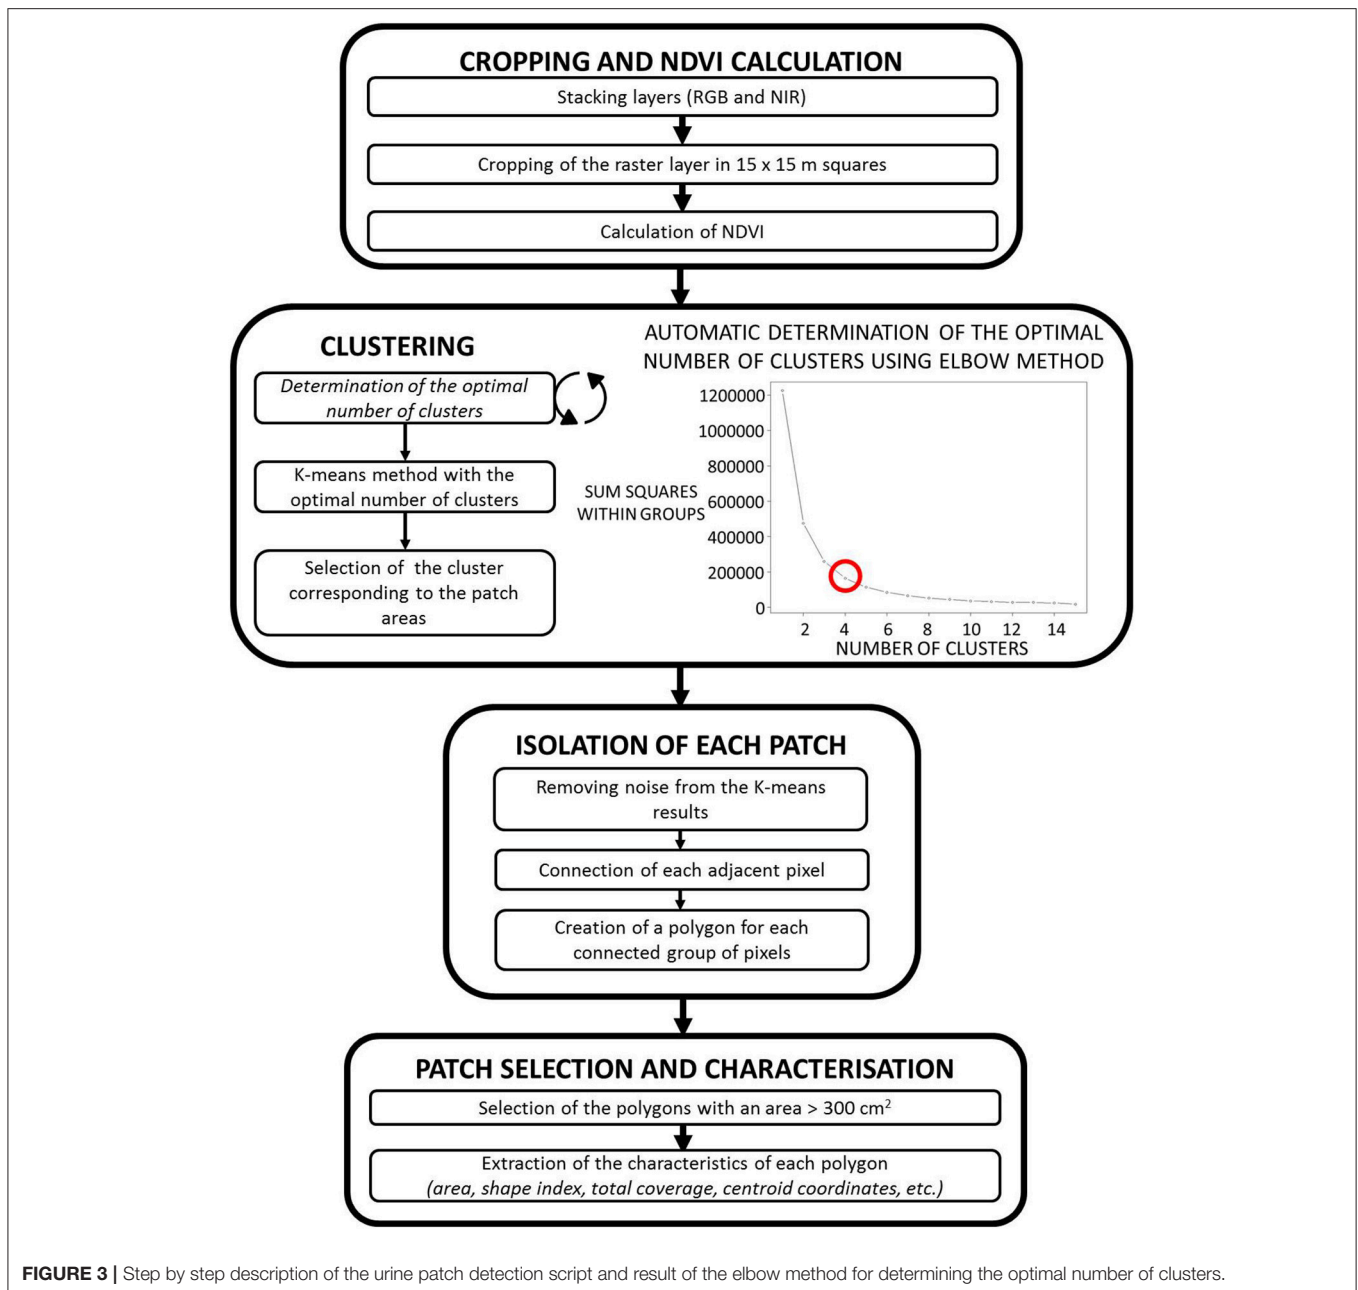 CROPPING AND NDVI CALCULATION
Stacking layers (RGB and NIR)
Cropping of the raster layer in 15 x 15 m squares
Calculation of NDVI
CLUSTERING
Determination of the optimal
number of clusters
K-means method with the
optimal number of clusters
Selection of the cluster
corresponding to the patch
areas
AUTOMATIC DETERMINATION OF THE OPTIMAL
NUMBER OF CLUSTERS USING ELBOW METHOD
SUM SQUARES
WITHIN GROUPS
1200000
1000000
800000
600000
400000
200000
0
2 4 6 8 10 12 14
NUMBER OF CLUSTERS
ISOLATION OF EACH PATCH
Removing noise from the K-means
results
Connection of each adjacent pixel
Creation of a polygon for each
connected group of pixels
PATCH SELECTION AND CHARACTERISATION
Selection of the polygons with an area > 300 cm²
Extraction of the characteristics of each polygon
(area, shape index, total coverage, centroid coordinates, etc.)
FIGURE 3 | Step by step description of the urine patch detection script and result of the elbow method for determining the optimal number of clusters.